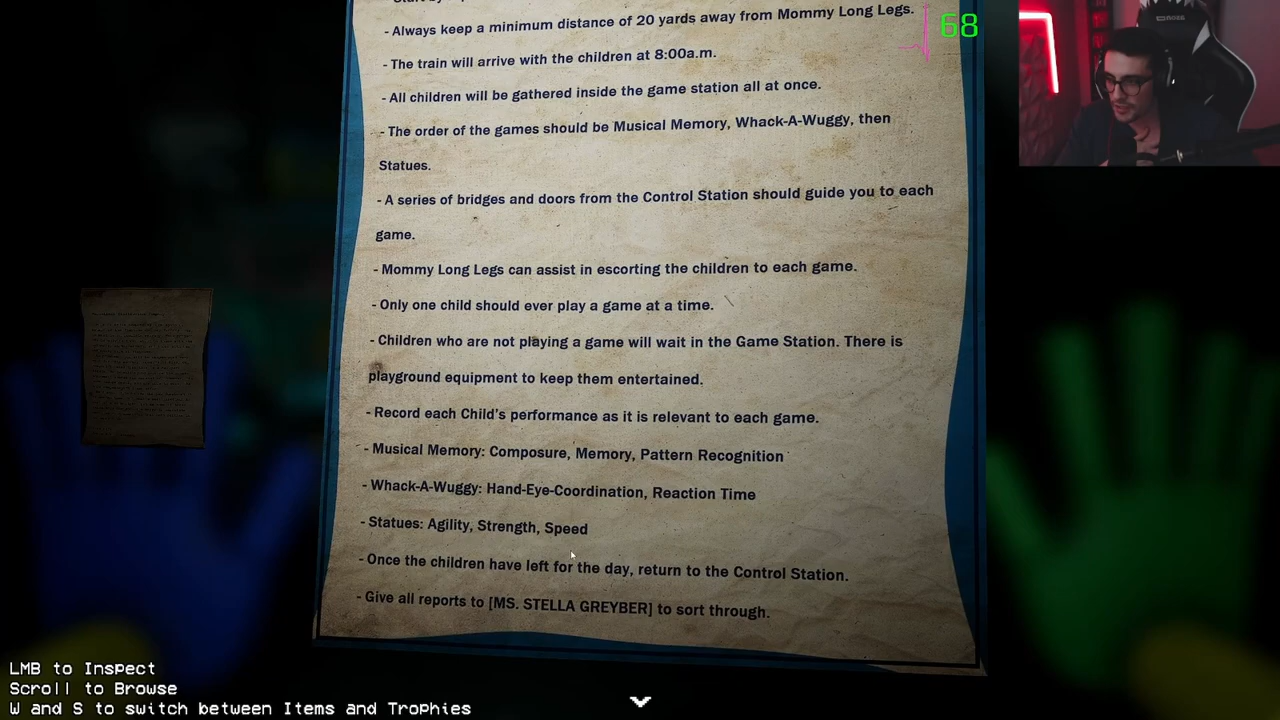 - Always keep a minimum distance of 20 yards away from Mommy Long Legs.
68
- The train will arrive with the children at 8:00a.m.
- All children will be gathered inside the game station all at once.
- The order of the games should be Musical Memory, Whack-A-Wuggy, then
Statues.
- A series of bridges and doors from the Control Station should guide you to each
game.
- Mommy Long Legs can assist in escorting the children to each game.
- Only one child should ever play a game at a time.
- Children who are not playing a game will wait in the Game Station. There is
playground equipment to keep them entertained.
- Record each Child's performance as it is relevant to each game.
- Musical Memory: Composure, Memory, Pattern Recognition
- Whack-A-Wuggy: Hand-Eye-Coordination, Reaction Time
- Statues: Agility, Strength, Speed
- Once the children have left for the day, return to the Control Station.
- Give all reports to [MS. STELLA GREYBER] to sort through.
LMB to Inspect
Scroll to Browse
W and S to switch between Items and Trophies